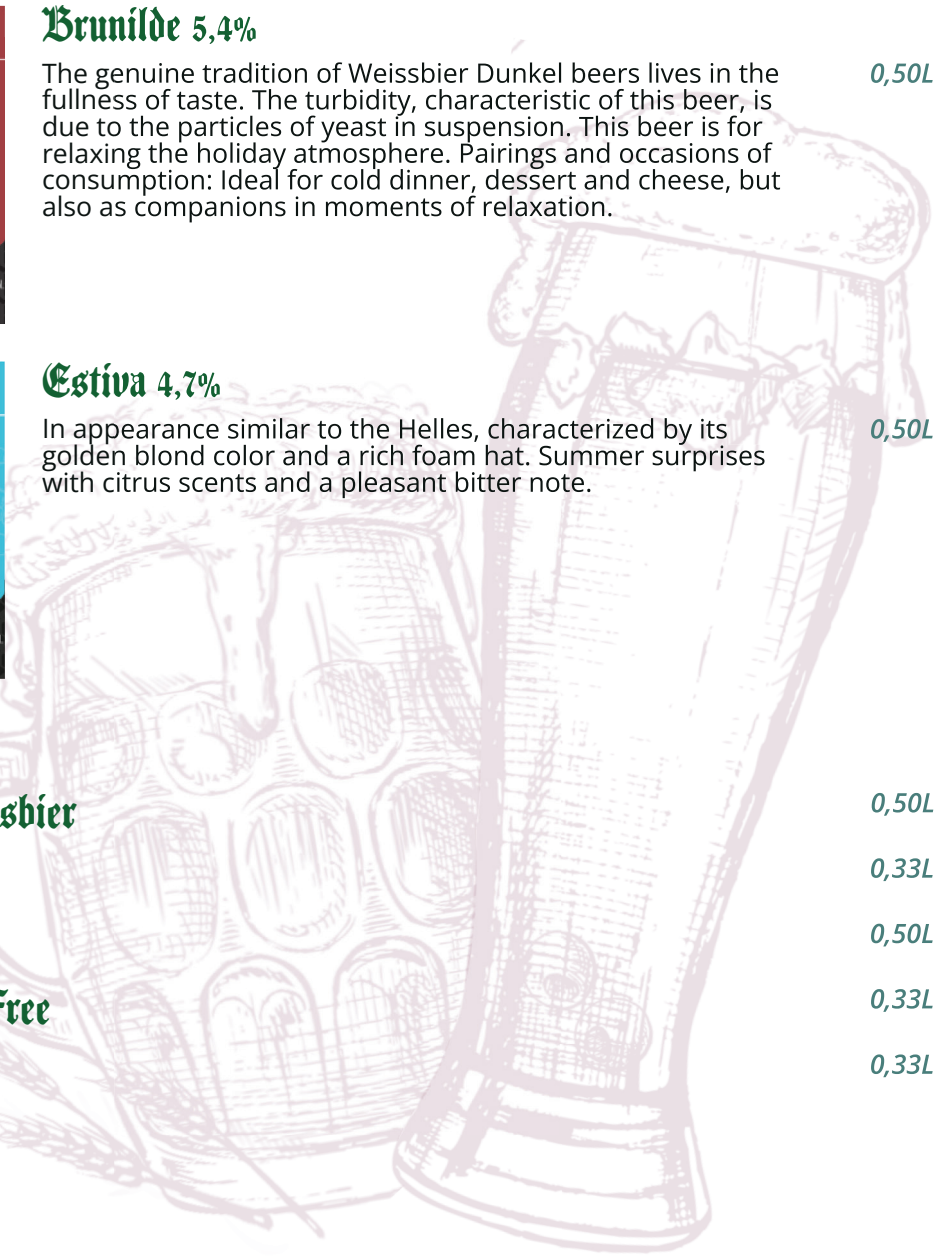 Brunilde 5,4%
The genuine tradition of Weissbier Dunkel beers lives in the 0,50L
fullness of taste. The turbidity, characteristic of this beer, is
due to the particles of yeast in suspension. This beer is for
relaxing the holiday atmosphere. Pairings and occasions of
consumption: Ideal for cold dinner, dessert and cheese, but
also as companions in moments of relaxation.
Estiva 4,7%
In appearance similar to the Helles, characterized by its 0,50L
golden blond color and a rich foam hat. Summer surprises
with citrus scents and a pleasant bitter note.
sbier 0,50L
0,33L
0,50L
Free 0,33L
0,33L